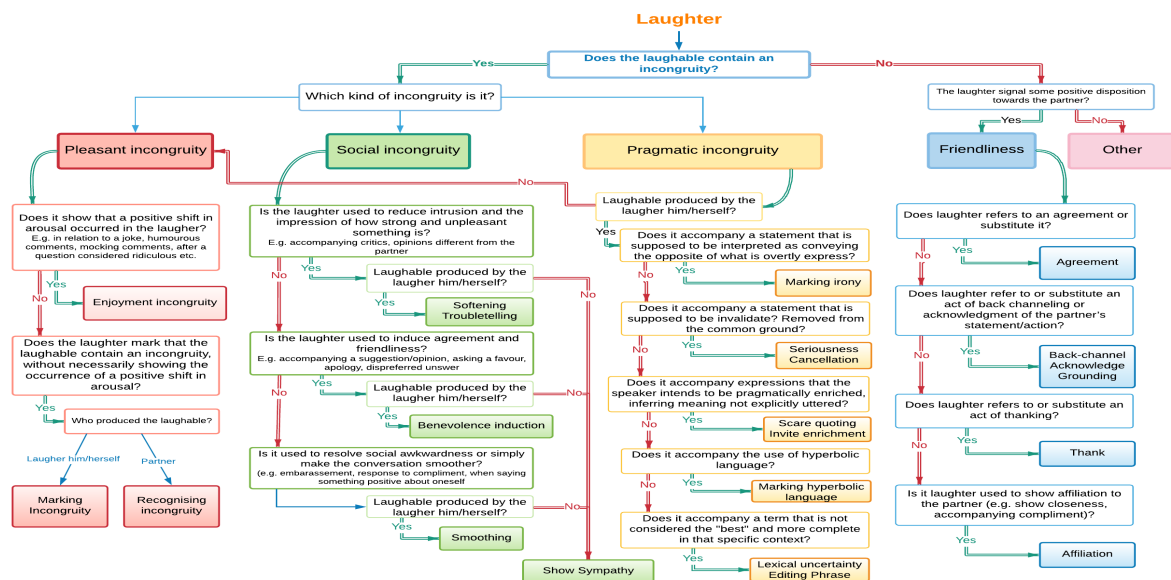 Laughter
Does the laughable contain an
incongruity?
Yes
No
Which kind of incongruity is it?
The laughter signal some positive disposition
towards the partner?
Yes
No
Pleasant incongruity
Social incongruity
Pragmatic incongruity
Friendliness
Other
No
Does it show that a positive shift in
arousal occurred in the laugher?
E.g. in relation to a joke, humourous
comments, mocking comments, after a
question considered ridiculous etc.
No
Yes
Enjoyment incongruity
Does the laughter mark that the
laughable contain an incongruity,
without necessarily showing the
occurrence of a positive shift in
arousal?
Yes
Who produced the laughable?
Laugher him/herself
Partner
Marking
Incongruity
Recognising
incongruity
Is the laughter used to reduce intrusion and the
impression of how strong and unpleasant
something is?
E.g. accompanying critics, opinions different from the
partner
No
Yes
Laughable produced by the
laugher him/herself?
No
Yes
Softening
Troubletelling
Is the laughter used to induce agreement and
friendliness?
E.g. accompanying a suggestion/opinion, asking a favour,
apology, dispreferred unswer
No
Yes
Laughable produced by the
laugher him/herself?
No
Yes
Benevolence induction
Is it used to resolve social awkwardness or simply
make the conversation smoother?
(e.g. embarassment, response to compliment, when saying
something positive about oneself
Laughable produced by the
laugher him/herself?
No
Yes
Smoothing
Show Sympathy
Laughable produced by the
laugher him/herself?
No
Yes
Does it accompany a statement that is
supposed to be interpreted as conveying
the opposite of what is overtly express?
No
Yes
Marking irony
Does it accompany a statement that is
supposed to be invalidate? Removed from
the common ground?
No
Yes
Seriousness
Cancellation
Does it accompany expressions that the
speaker intends to be pragmatically enriched,
inferring meaning not explicitly uttered?
No
Yes
Scare quoting
Invite enrichment
Does it accompany the use of hyperbolic
language?
No
Yes
Marking hyperbolic
language
Does it accompany a term that is not
considered the "best" and more complete
in that specific context?
Yes
Lexical uncertainty
Editing Phrase
Does laughter refers to an agreement or
substitute it?
No
Yes
Agreement
Does laughter refer to or substitute an
act of back channeling or
acknowledgment of the partner's
statement/action?
No
Yes
Back-channel
Acknowledge
Grounding
Does laughter refers to or substitute an
act of thanking?
No
Yes
Thank
Is it laughter used to show affiliation to
the partner (e.g. show closeness,
accompanying compliment)?
Yes
Affiliation